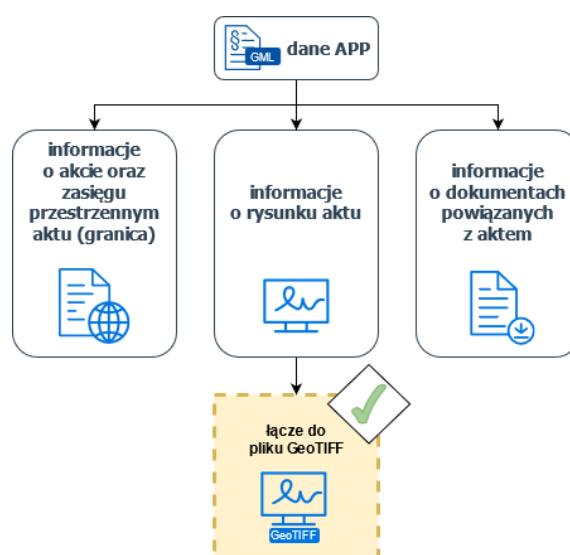 §
GML
dane APP
informacje
o akcie oraz
zasięgu
przestrzennym
aktu (granica)
informacje
o rysunku aktu
informacje
o dokumentach
powiązanych
z aktem
łącze do
pliku GeoTIFF
GeoTIFF